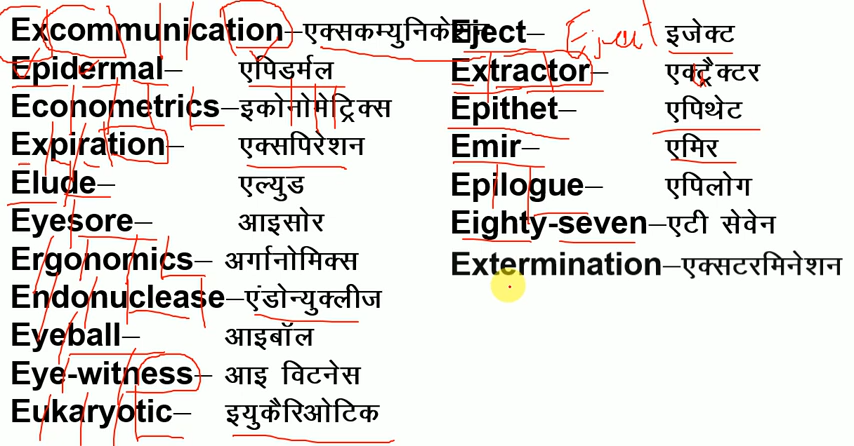 Excommunication–एक्सकम्युनिकेशन
Epidermal– एपिडर्मल
Econometrics–इकोनोमेट्रिक्स
Expiration– एक्सपिरेशन
Elude– एल्युड
Eyesore– आइसोर
Ergonomics– अर्गानोमिक्स
Endonuclease–एंडोन्युक्लीज
Eyeball– आइबॉल
Eye-witness– आइ विटनेस
Eukaryotic– इयुकैरिओटिक
Eject– इजेक्ट
Extractor– एक्ट्रैक्टर
Epithet– एपिथेट
Emir– एमिर
Epilogue– एपिलोग
Eighty-seven–एटी सेवेन
Extermination–एक्सटरमिनेशन